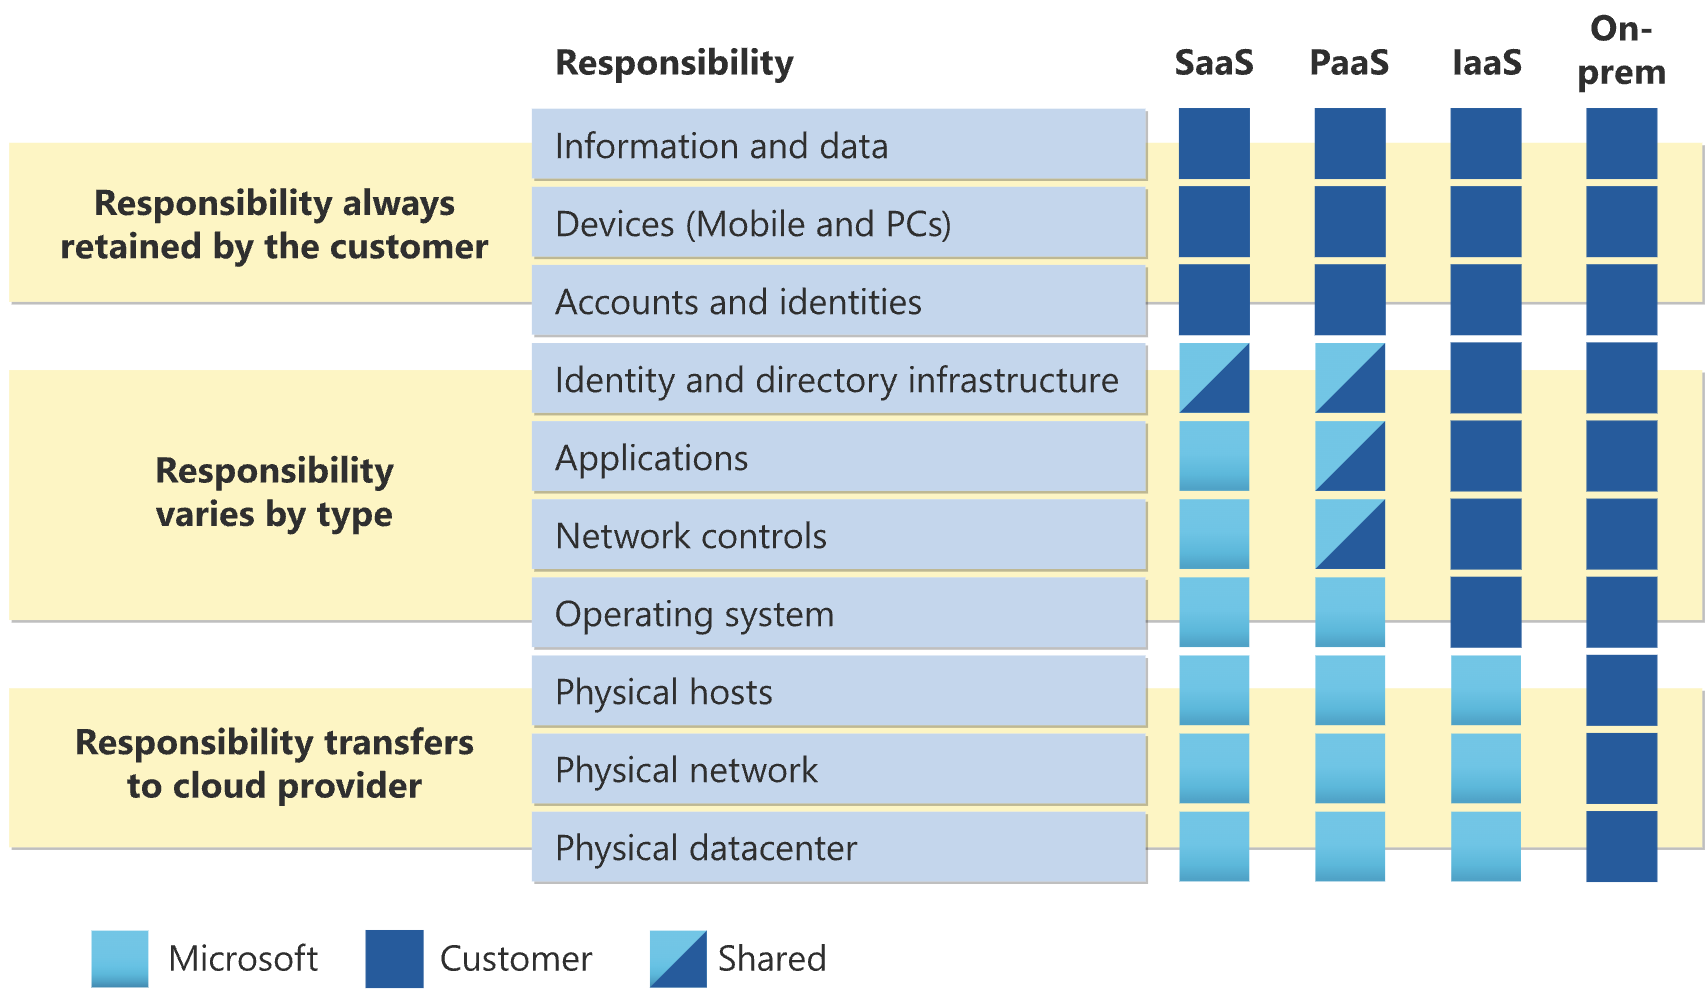 Responsibility SaaS PaaS IaaS On-
prem
Responsibility always
retained by the customer
Information and data
Devices (Mobile and PCs)
Accounts and identities
Responsibility
varies by type
Identity and directory infrastructure
Applications
Network controls
Operating system
Responsibility transfers
to cloud provider
Physical hosts
Physical network
Physical datacenter
Microsoft Customer Shared